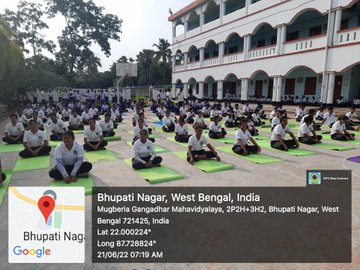 GPS Map Camera
Bhupati Nagar, West Bengal, India
Mugberia Gangadhar Mahavidyalaya, 2P2H+3H2, Bhupati Nagar, West
Bengal 721425, India
Lat 22.000224°
Long 87.728824°
21/06/22 07:19 AM
Bhupati Naga
Google